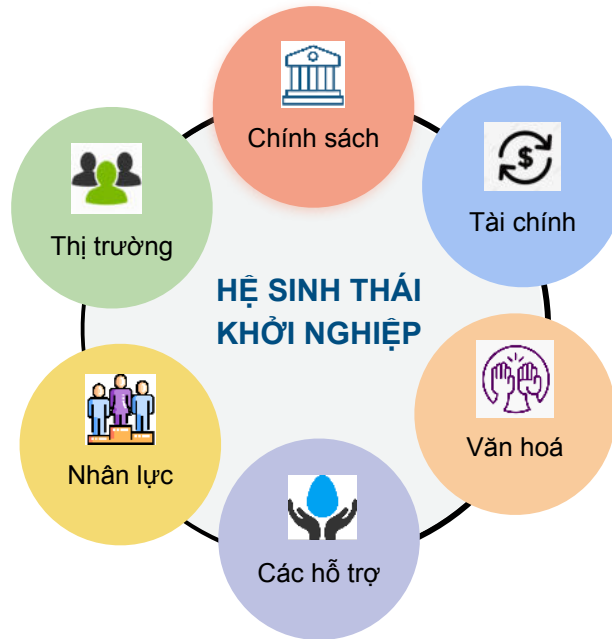 Chính sách
Tài chính
Thị trường
HỆ SINH THÁI
KHỞI NGHIỆP
Văn hoá
Nhân lực
Các hỗ trợ
$